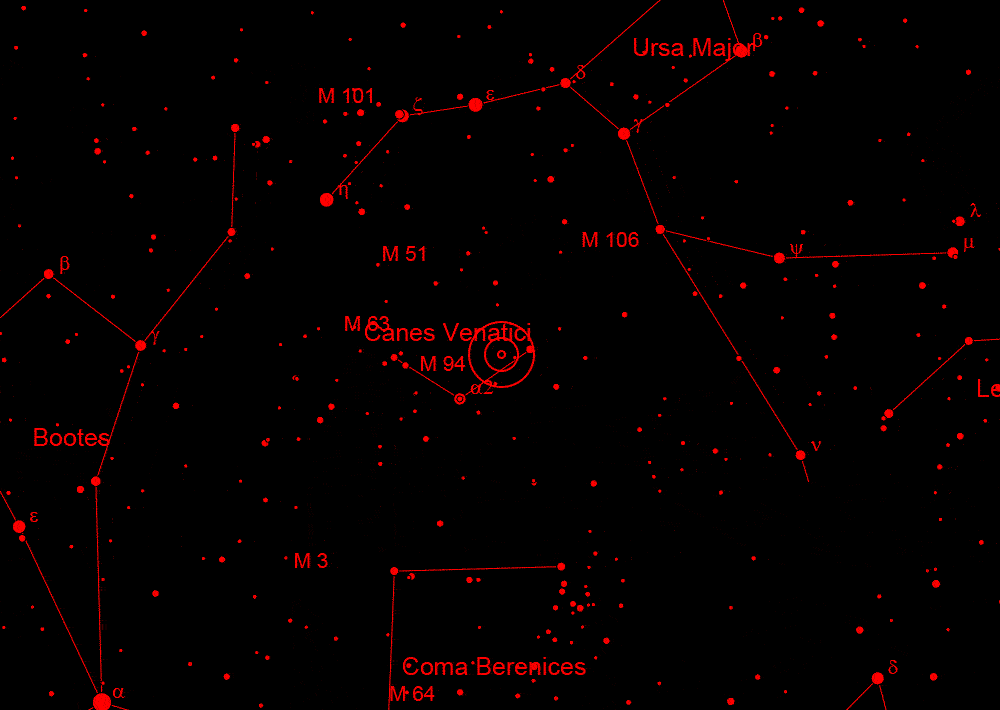 Ursa Major
β
δ
M 101
ε
ζ
γ
η
λ
M 106
μ
ψ
M 51
β
M 63
Canes Venatici
γ
M 94
α2
Le
Bootes
ν
ε
M 3
Coma Berenices
δ
α
M 64